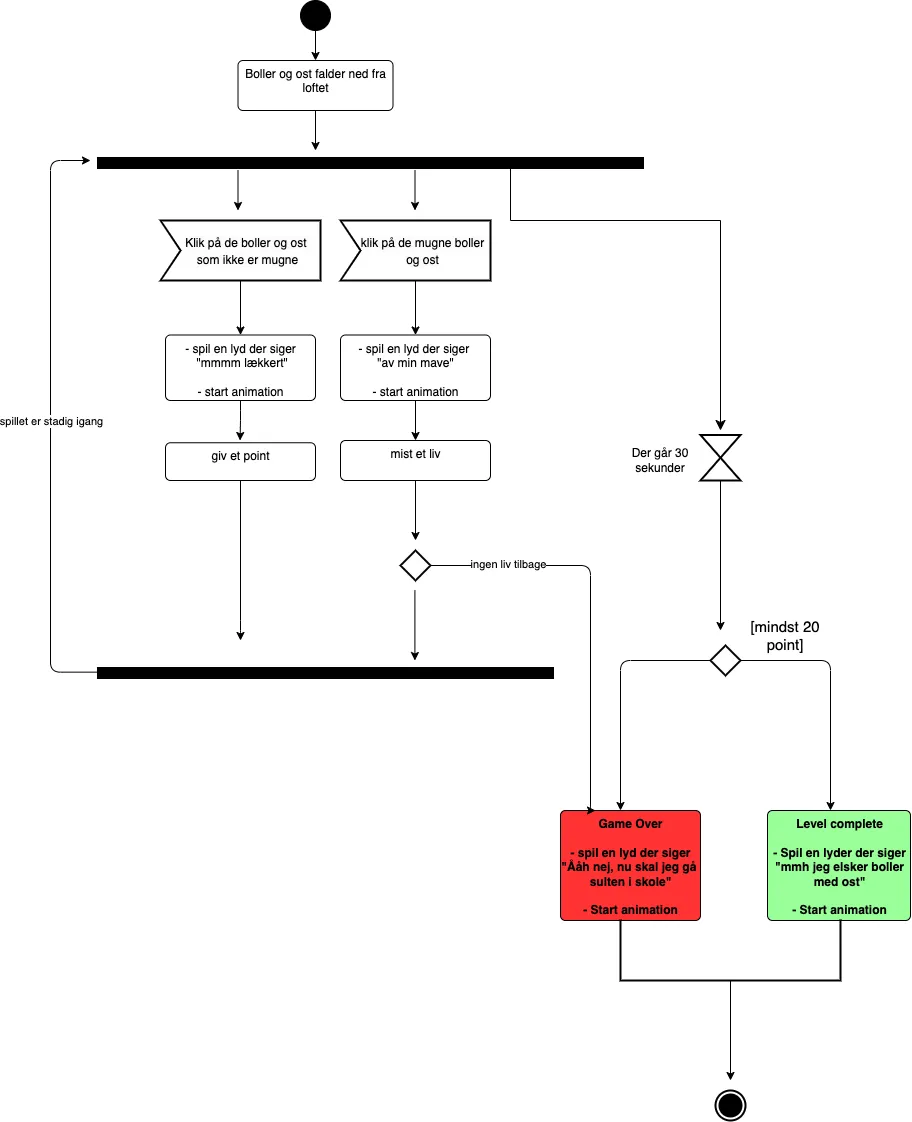 Boller og ost falder ned fra
loftet
Klik på de boller og ost
som ikke er mugne
klik på de mugne boller
og ost
- spil en lyd der siger
"mmmm lækkert"
- start animation
- spil en lyd der siger
"av min mave"
- start animation
spillet er stadig igang
giv et point
mist et liv
Der går 30
sekunder
ingen liv tilbage
[mindst 20
point]
Game Over
- spil en lyd der siger
"Ååh nej, nu skal jeg gå
sulten i skole"
- Start animation
Level complete
- Spil en lyder der siger
"mmh jeg elsker boller
med ost"
- Start animation